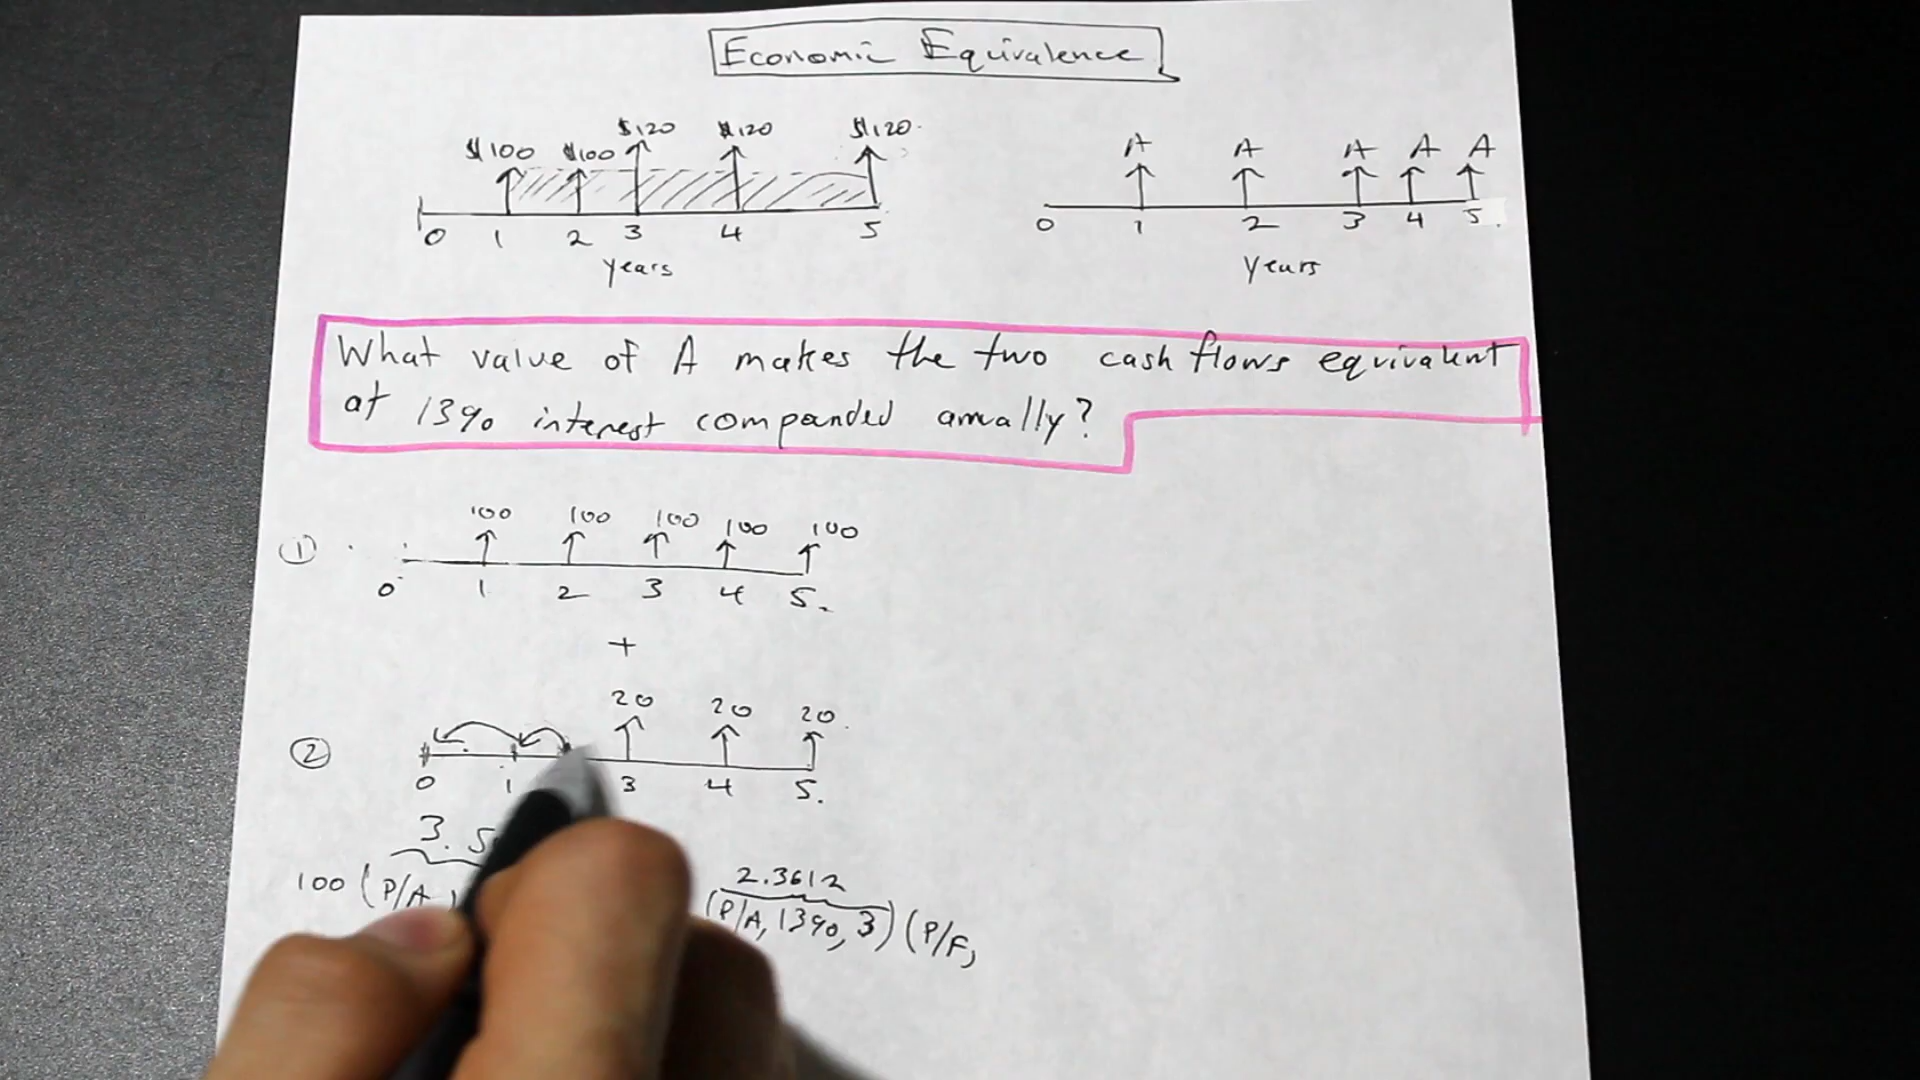 Economic Equivalence
$100 $100 $120 $120 $120
0 1 2 3 4 5
years
A A A A A
0 1 2 3 4 5
years
What value of A makes the two cash flows equivalent
at 13% interest compounded annually?
① 100 100 100 100 100
0 1 2 3 4 5
+
② 20 20 20
0 1 3 4 5
3.5
2.3612
100 (P/A (P/A, 13%, 3) (P/F,